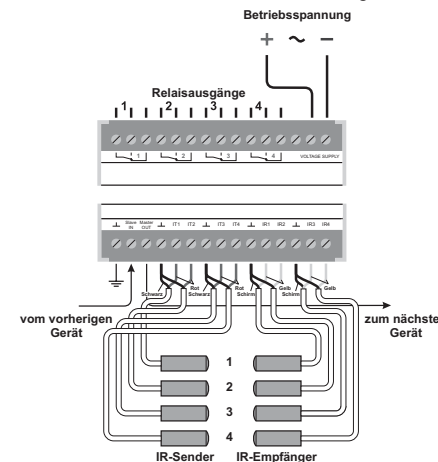 Betriebsspannung
+ ~ −
Relaisausgänge
1 2 3 4
1 2 3 4 VOLTAGE SUPPLY
⊥ Slave IN Master OUT ⊥ IT1 IT2 ⊥ IT3 IT4 ⊥ IR1 IR2 ⊥ IR3 IR4
Schwarz Rot Schwarz Rot Schirm Gelb Schirm Gelb
vom vorherigen Gerät
zum nächste
Gerät
1
2
3
4
IR-Sender IR-Empfänger